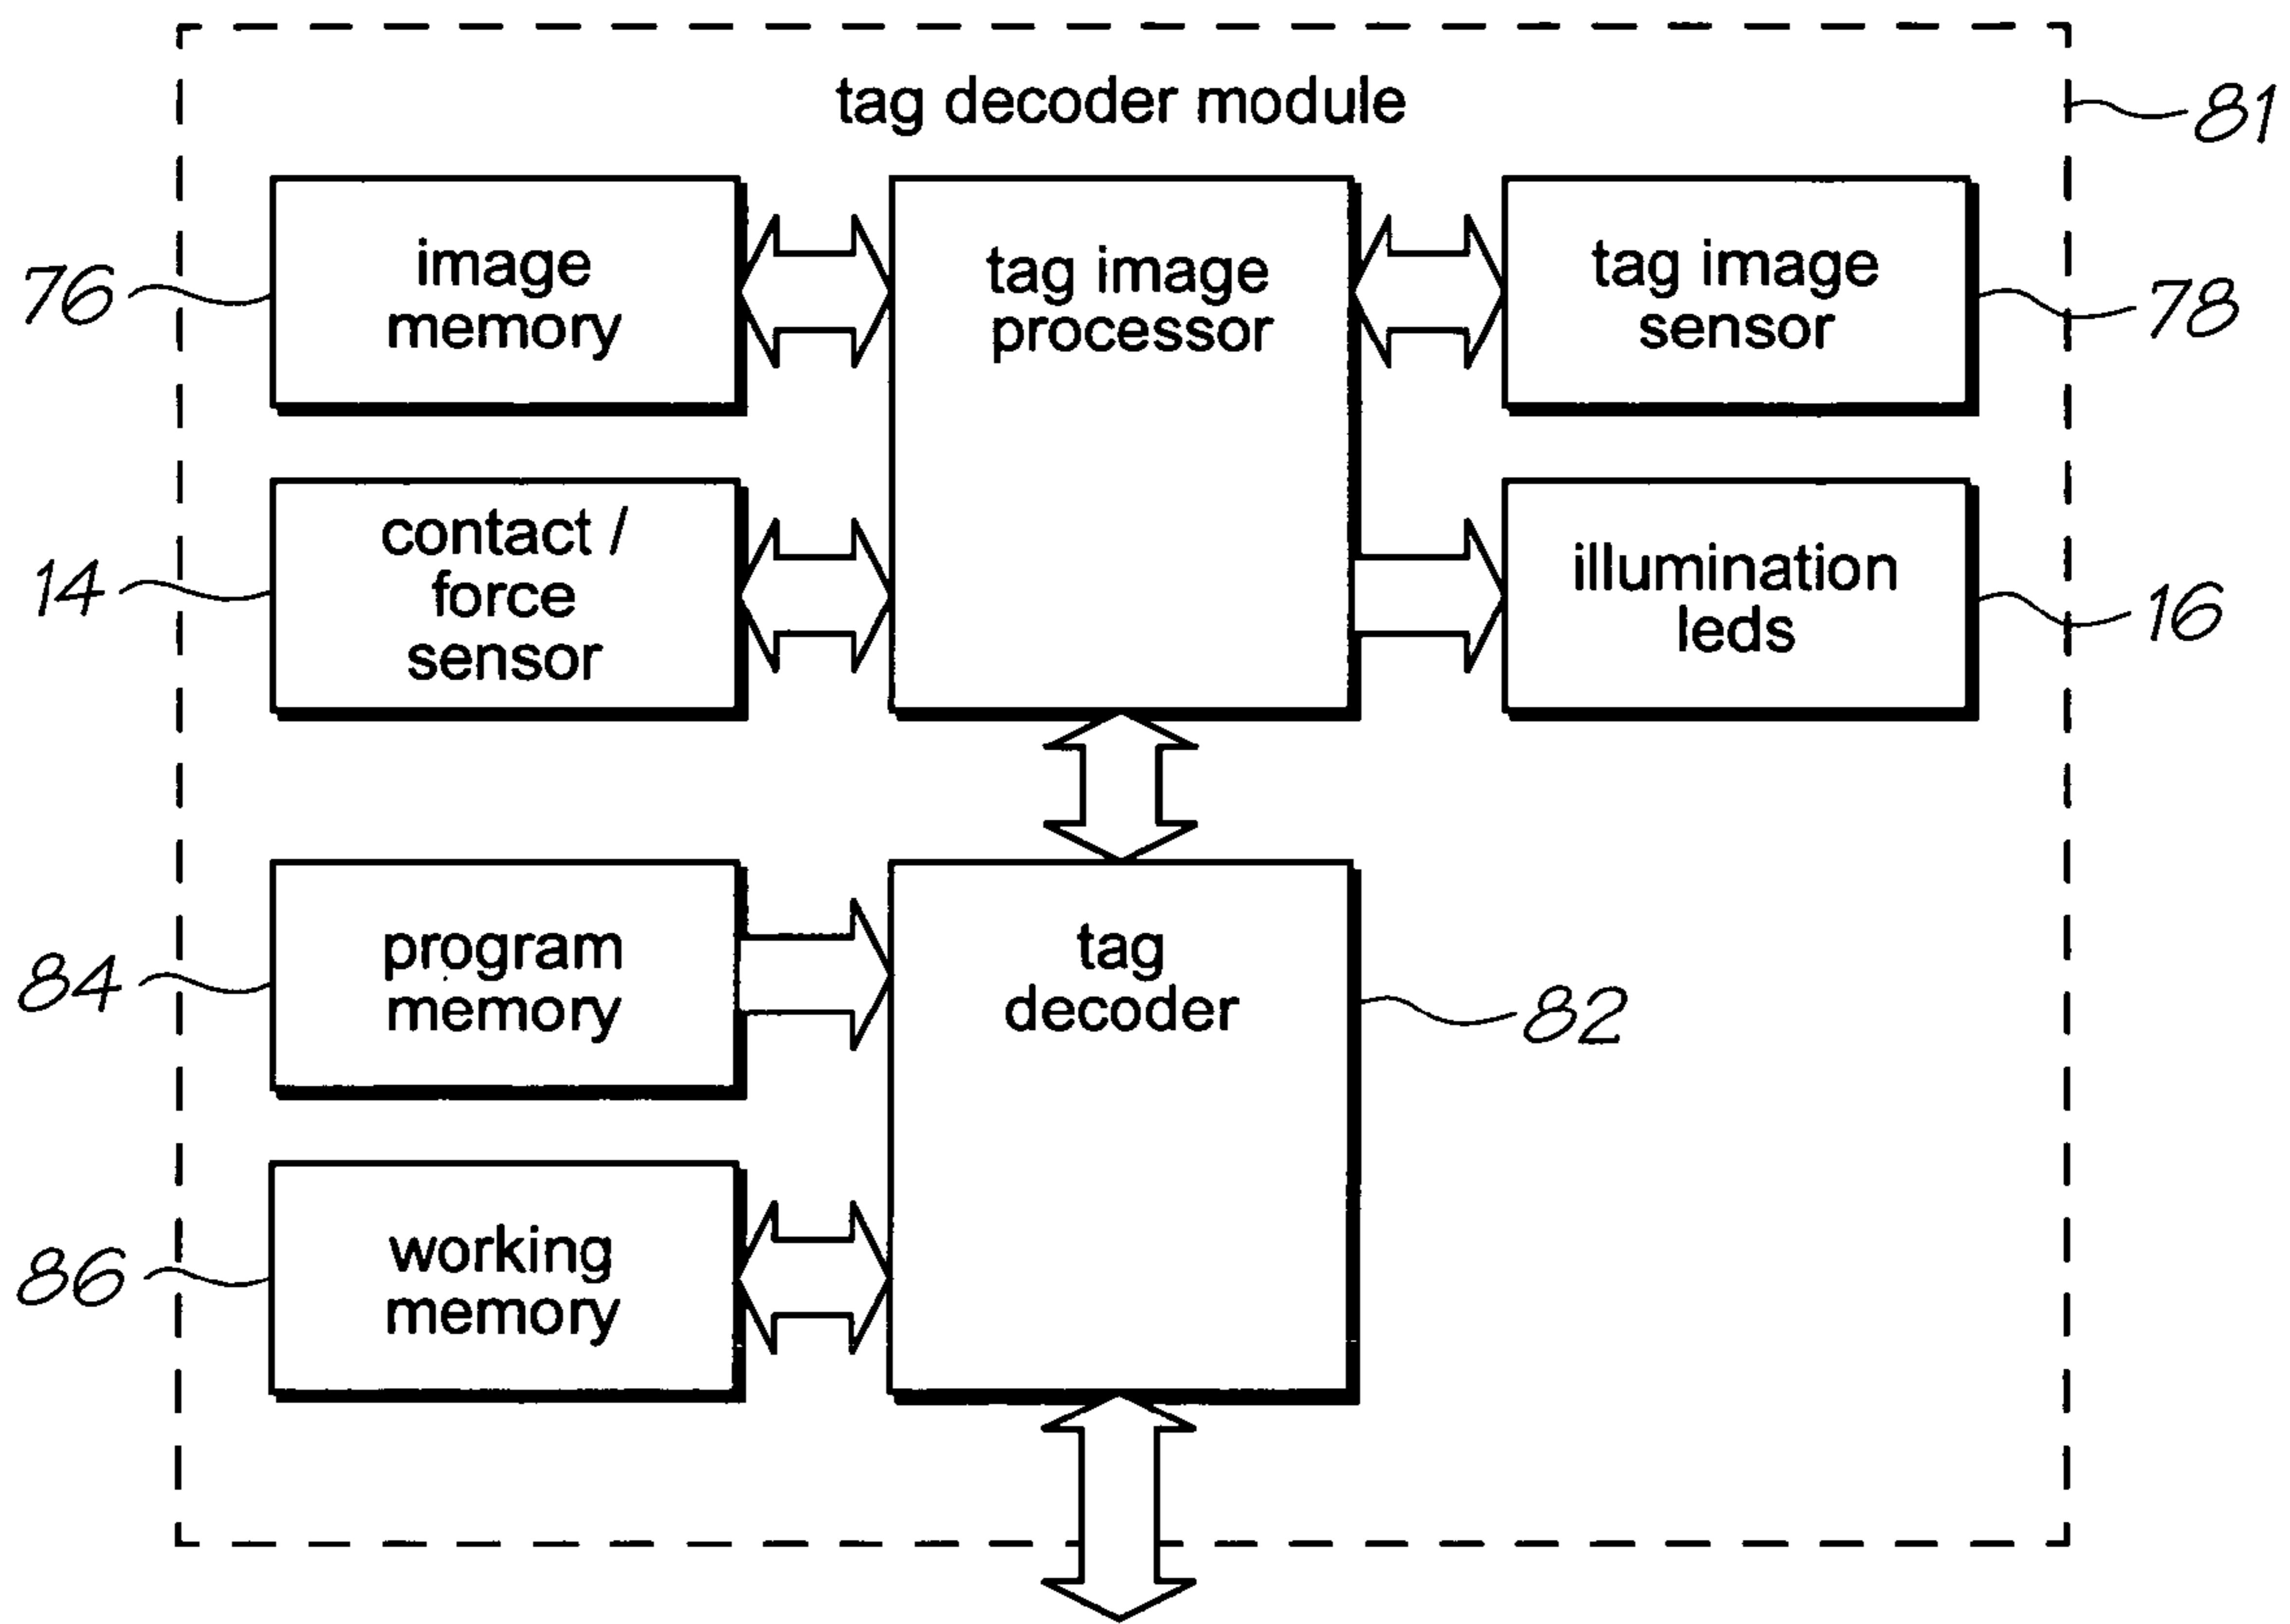 tag decoder module
81
image
memory
76
tag image
processor
tag image
sensor
78
contact /
force
sensor
14
illumination
leds
16
program
memory
84
tag
decoder
82
working
memory
86